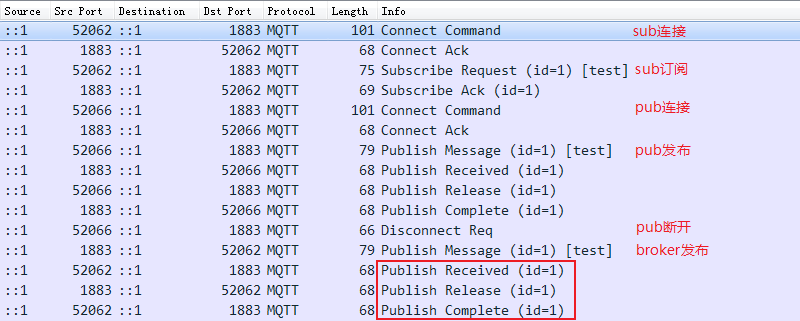 Source Src Port Destination Dst Port Protocol Length Info
::1 52062 ::1 1883 MQTT 101 Connect Command sub连接
::1 1883 ::1 52062 MQTT 68 Connect Ack
::1 52062 ::1 1883 MQTT 75 Subscribe Request (id=1) [test] sub订阅
::1 1883 ::1 52062 MQTT 69 Subscribe Ack (id=1)
::1 52066 ::1 1883 MQTT 101 Connect Command pub连接
::1 1883 ::1 52066 MQTT 68 Connect Ack
::1 52066 ::1 1883 MQTT 79 Publish Message (id=1) [test] pub发布
::1 1883 ::1 52066 MQTT 68 Publish Received (id=1)
::1 52066 ::1 1883 MQTT 68 Publish Release (id=1)
::1 1883 ::1 52066 MQTT 68 Publish Complete (id=1)
::1 52066 ::1 1883 MQTT 66 Disconnect Req pub断开
::1 1883 ::1 52062 MQTT 79 Publish Message (id=1) [test] broker发布
::1 52062 ::1 1883 MQTT 68 Publish Received (id=1)
::1 1883 ::1 52062 MQTT 68 Publish Release (id=1)
::1 52062 ::1 1883 MQTT 68 Publish Complete (id=1)